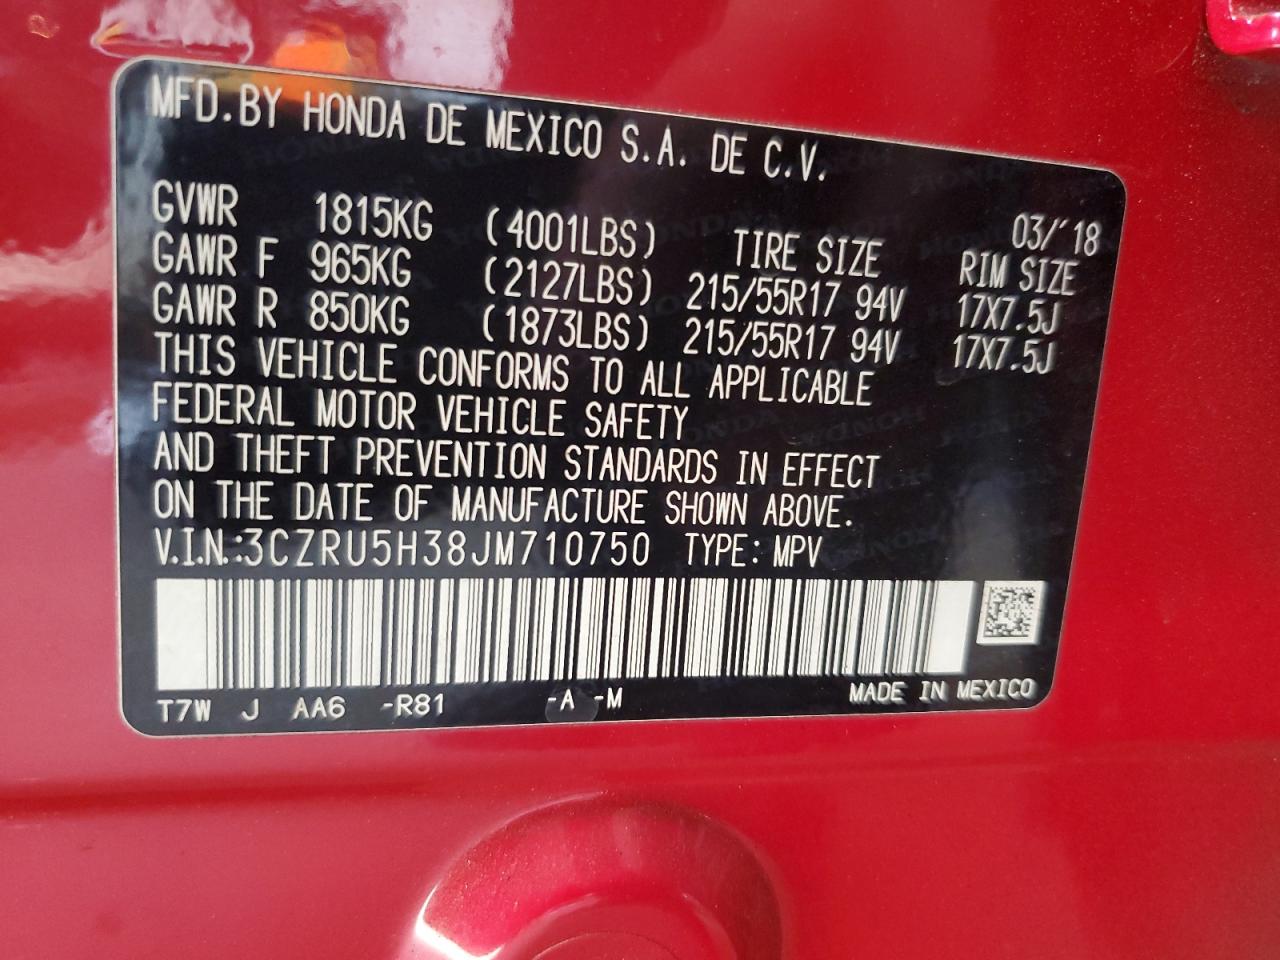 MFD.BY HONDA DE MEXICO S.A. DE C.V.
03/'18
GVWR 1815KG (4001LBS) TIRE SIZE RIM SIZE
GAWR F 965KG (2127LBS) 215/55R17 94V 17X7.5J
GAWR R 850KG (1873LBS) 215/55R17 94V 17X7.5J
THIS VEHICLE CONFORMS TO ALL APPLICABLE
FEDERAL MOTOR VEHICLE SAFETY
AND THEFT PREVENTION STANDARDS IN EFFECT
ON THE DATE OF MANUFACTURE SHOWN ABOVE.
V.I.N.:3CZRU5H38JM710750 TYPE: MPV
T7W J AA6 -R81 -A -M MADE IN MEXICO